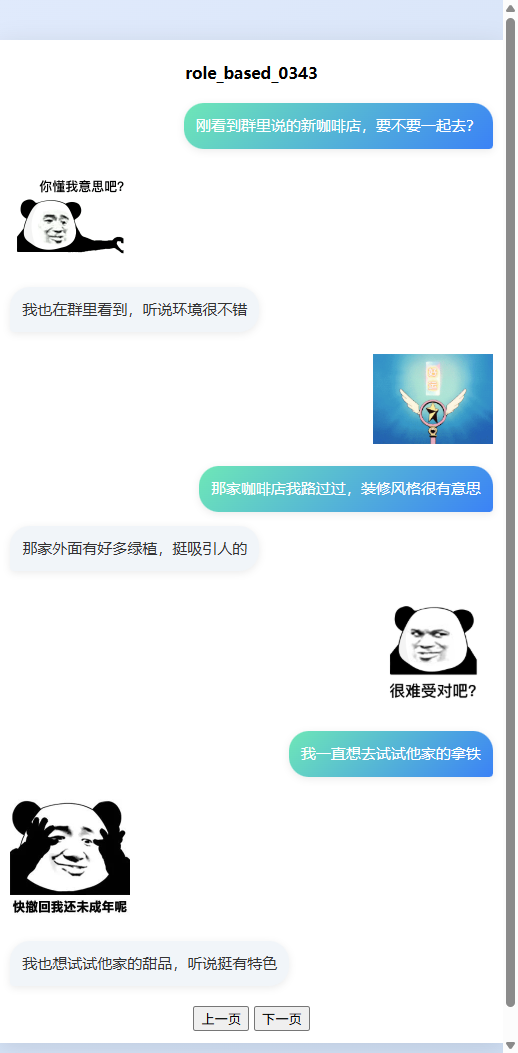 role_based_0343
刚看到群里说的新咖啡店，要不要一起去？
你懂我意思吧?
我也在群里看到，听说环境很不错
那家咖啡店我路过过，装修风格很有意思
那家外面有好多绿植，挺吸引人的
很难受对吧?
我一直想去试试他家的拿铁
快撤回我还未成年呢
我也想试试他家的甜品，听说挺有特色
上一页 下一页